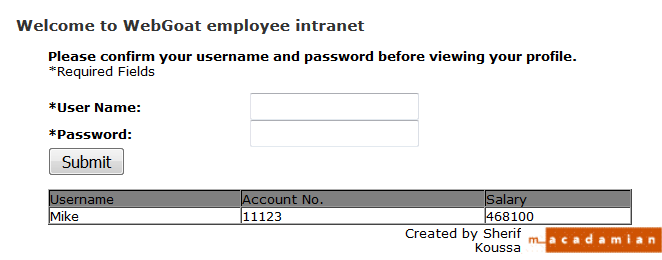 Welcome to WebGoat employee intranet
Please confirm your username and password before viewing your profile.
*Required Fields
*User Name:
*Password:
Submit
Username Account No. Salary
Mike 11123 468100
Created by Sherif
Koussa
m_acadamian